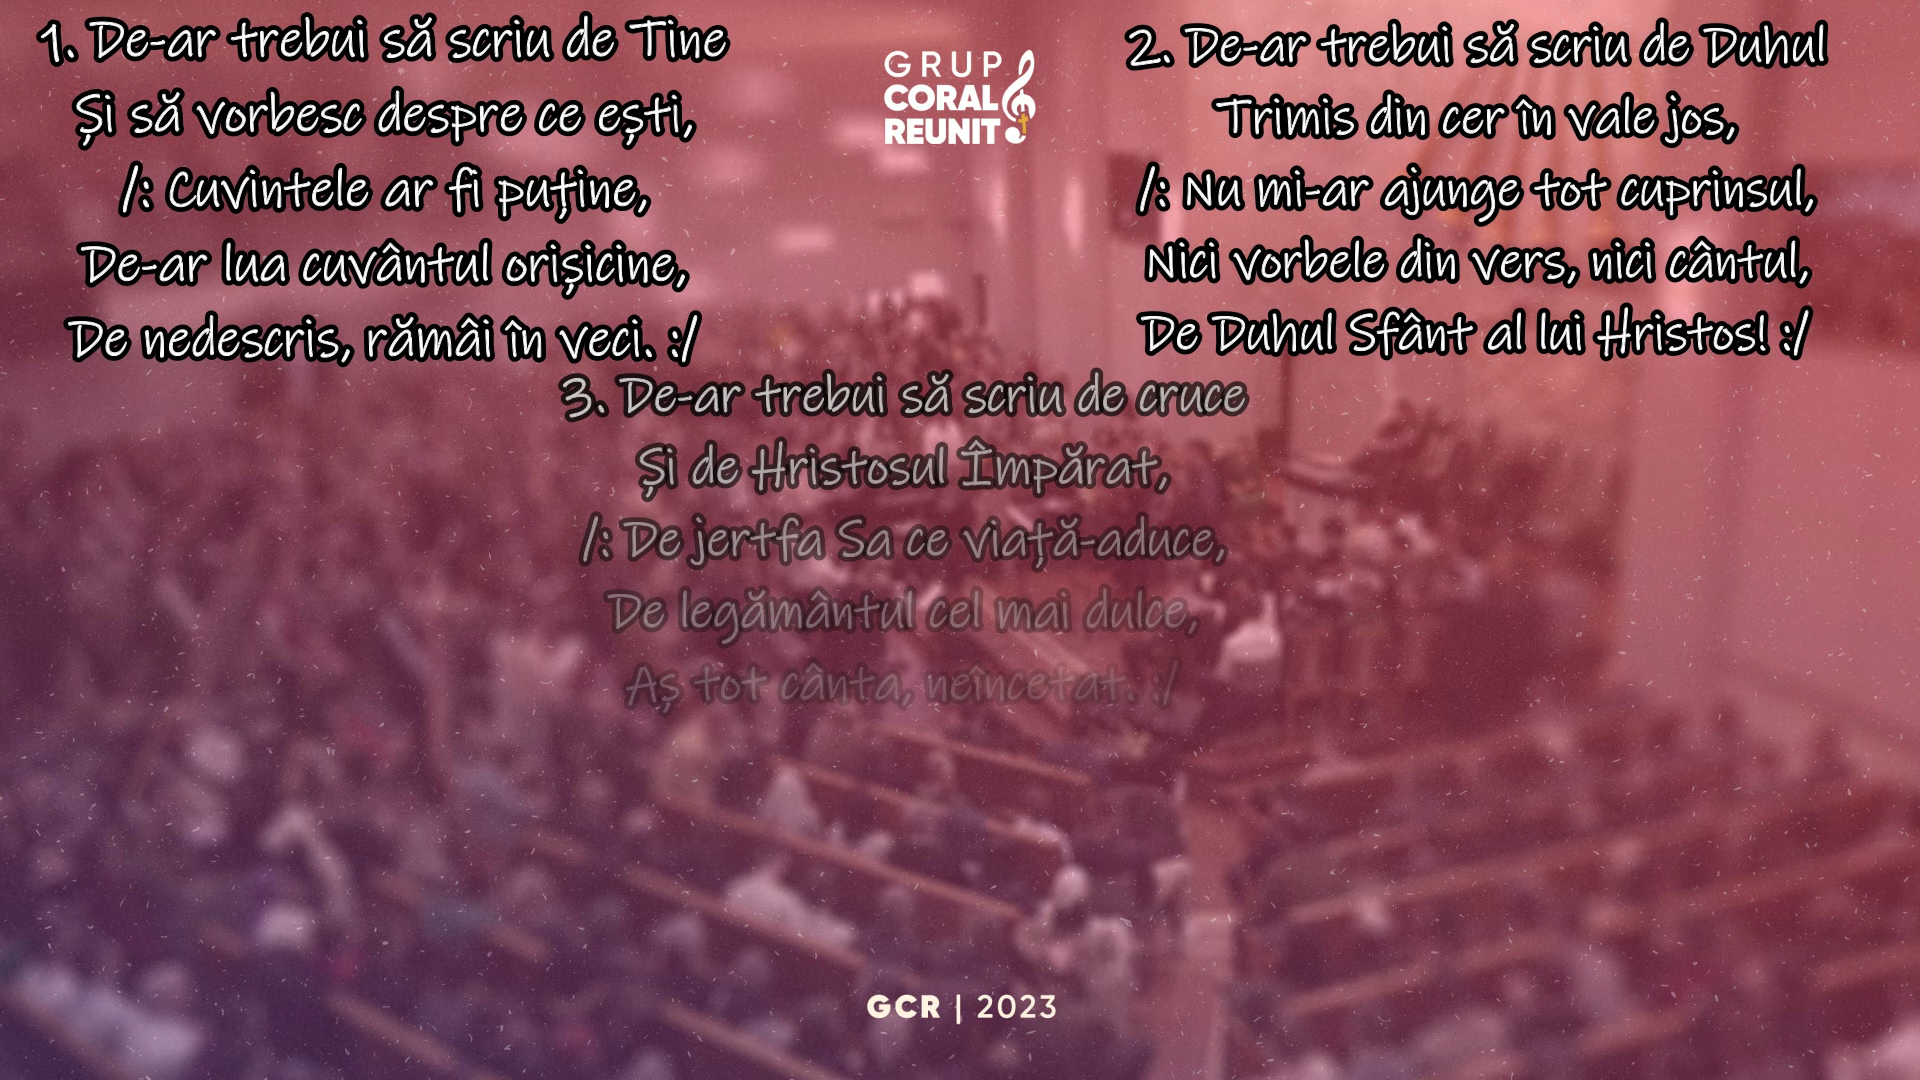 1. De-ar trebui să scriu de Tine
Și să vorbesc despre ce ești,
/: Cuvintele ar fi puține,
De-ar lua cuvântul orișicine,
De nedescris, rămâi în veci. :/
GRUP
CORAL
REUNIT
2. De-ar trebui să scriu de Duhul
Trimis din cer în vale jos,
/: Nu mi-ar ajunge tot cuprinsul,
Nici vorbele din vers, nici cântul,
De Duhul Sfânt al lui Hristos! :/
3. De-ar trebui să scriu de cruce
Și de Hristosul Împărat,
/: De jertfa Sa ce viață-aduce,
De legământul cel mai dulce,
Aș tot cânta, neîncetat. :/
GCR | 2023